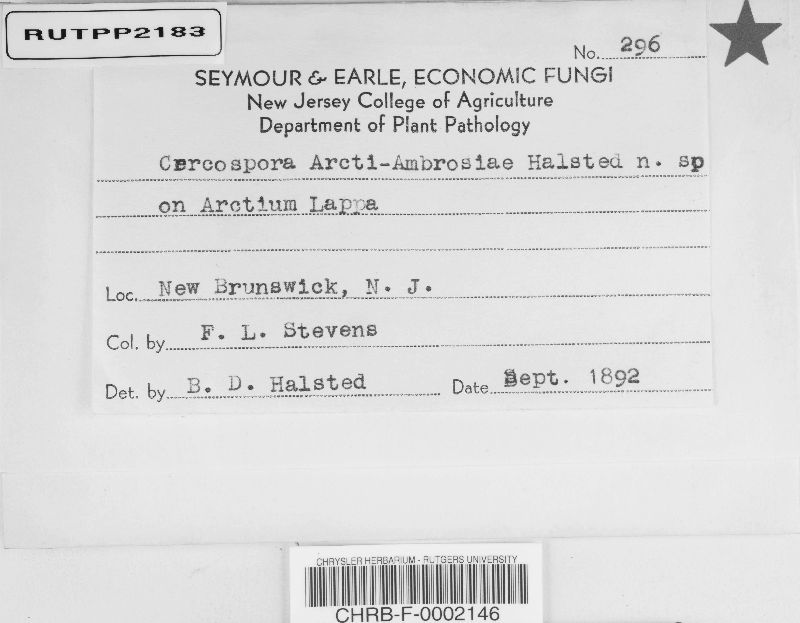 RUTPP2183
No. 296
SEYMOUR & EARLE, ECONOMIC FUNGI
New Jersey College of Agriculture
Department of Plant Pathology
Cercospora Arcti-Ambrosiae Halsted n. sp
on Arctium Lappa
Loc. New Brunswick, N. J.
Col. by F. L. Stevens
Det. by B. D. Halsted Date Sept. 1892
CHRYSLER HERBARIUM - RUTGERS UNIVERSITY
CHRB-F-0002146